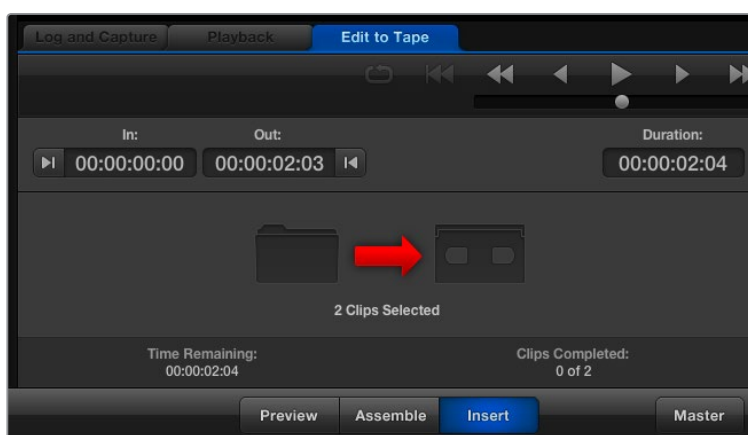 Log and Capture Playback Edit to Tape
In: Out: Duration:
00:00:00:00 00:00:02:03 00:00:02:04
2 Clips Selected
Time Remaining: Clips Completed:
00:00:02:04 0 of 2
Preview Assemble Insert Master